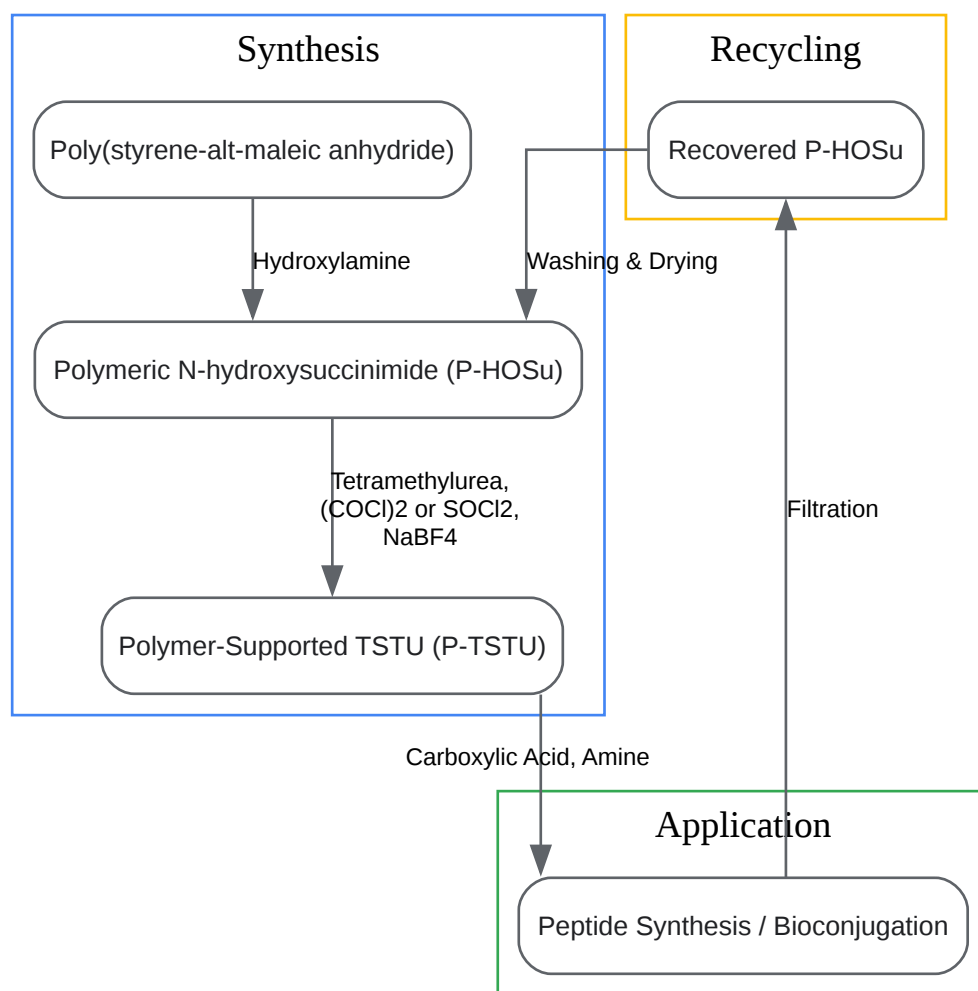 Synthesis
Recycling
Poly(styrene-alt-maleic anhydride)
Recovered P-HOSu
Hydroxylamine
Washing & Drying
Polymeric N-hydroxysuccinimide (P-HOSu)
Tetramethylurea,
(COCl)2 or SOCl2,
NaBF4
Filtration
Polymer-Supported TSTU (P-TSTU)
Carboxylic Acid, Amine
Application
Peptide Synthesis / Bioconjugation